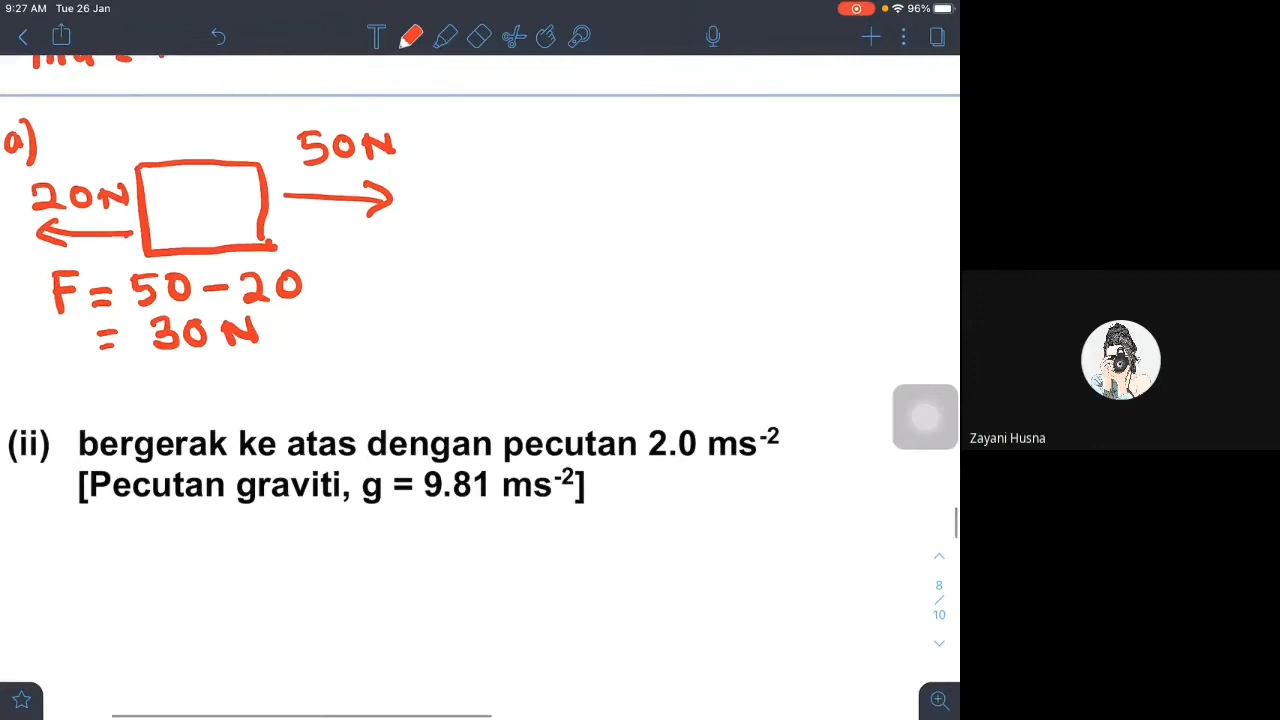 9:27 AM Tue 26 Jan
96%
a)
50N
20N
F = 50 - 20
= 30 N
(ii) bergerak ke atas dengan pecutan 2.0 ms-2
[Pecutan graviti, g = 9.81 ms-2]
Zayani Husna
8
/
10